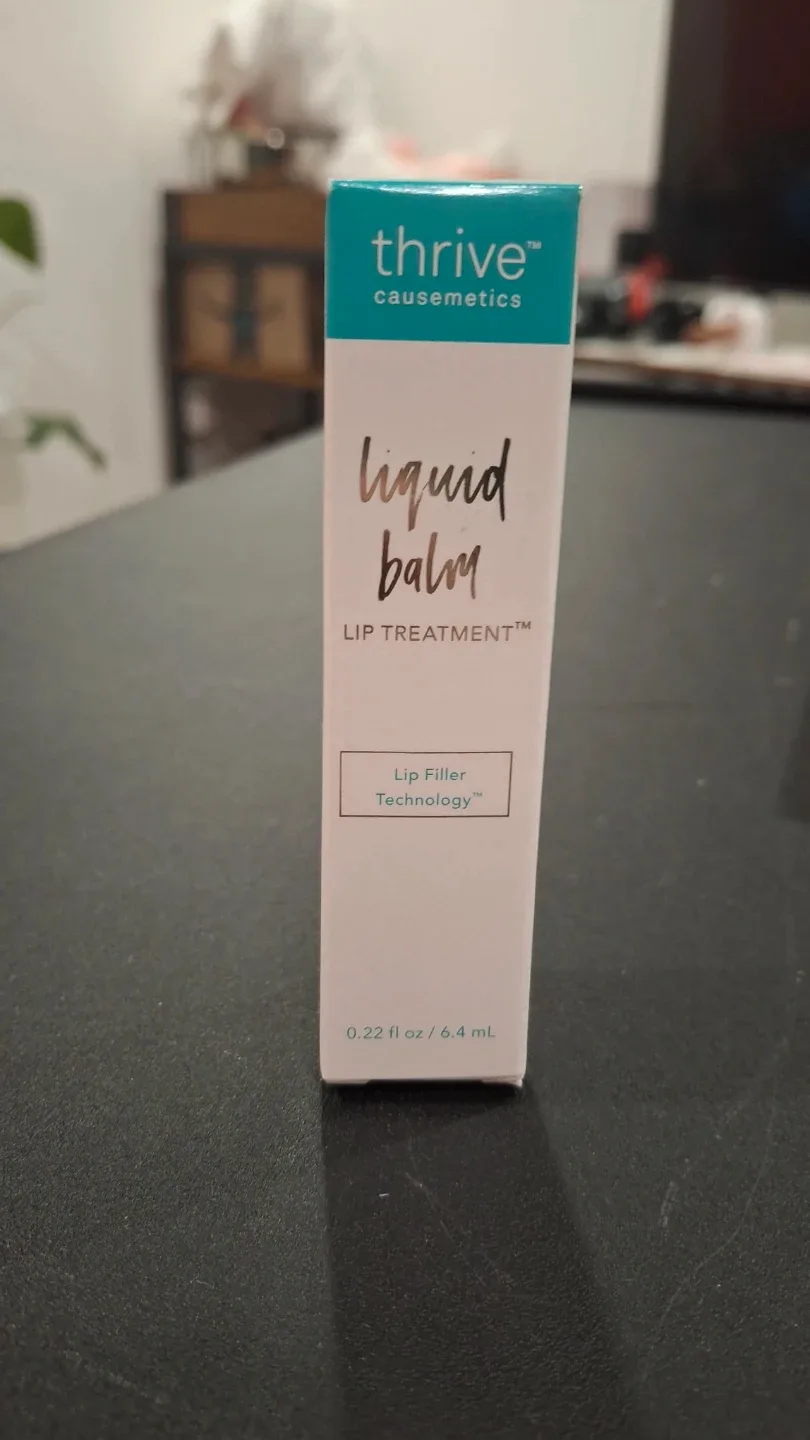 thrive™
causemetics
liquid
balm
LIP TREATMENT™
Lip Filler
Technology™
0.22 fl oz / 6.4 mL